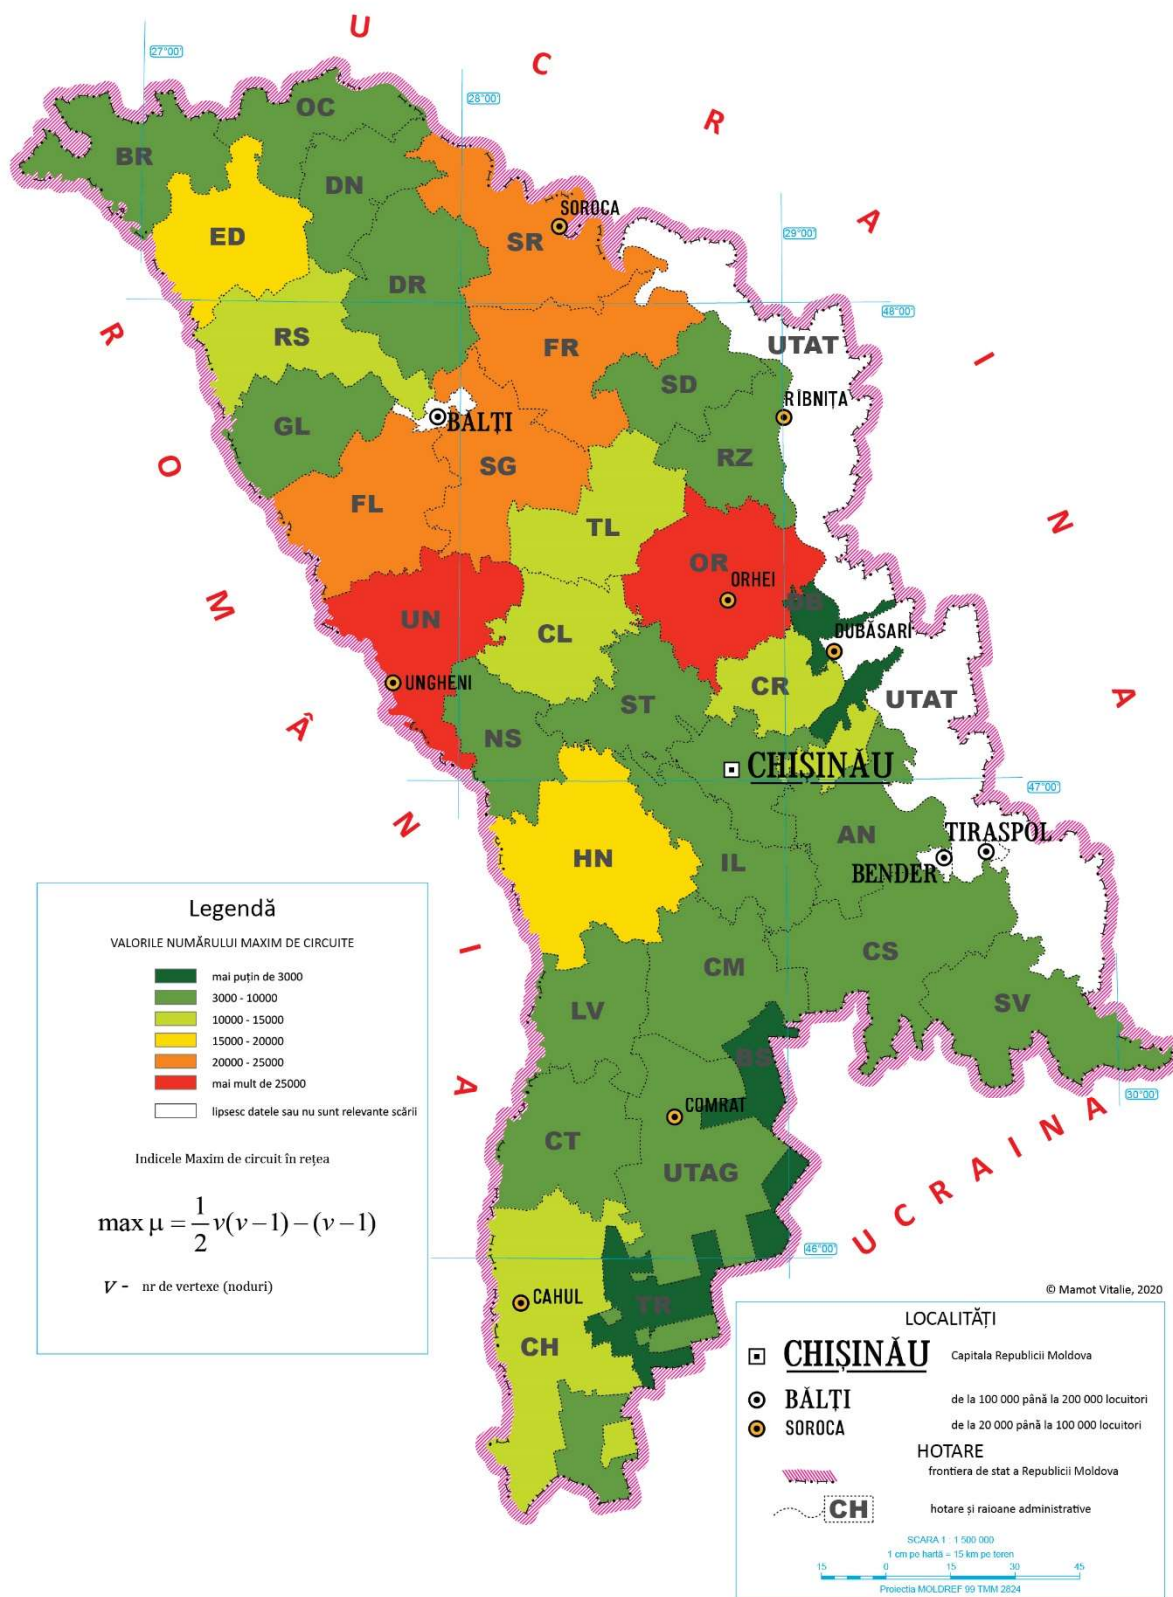 U C R A I N A
27°00'
28°00'
OC
BR
DN
ED
SOROCA
SR
29°00'
DR
48°00'
RS
FR
UTAT
SD
RÎBNIȚA
GL
BĂLȚI
RZ
SG
FL
TL
OR
ORHEI
DB
UN
CL
DUBĂSARI
UNGHENI
CR
UTAT
ST
NS
CHIȘINĂU
47°00'
AN
TIRASPOL
HN
IL
BENDER
R O M Â N I A
CS
CM
SV
LV
BS
30°00'
COMRAT
CT
UTAG
U C R A I N A
46°00'
CAHUL
TR
CH
Legendă
VALORILE NUMĂRULUI MAXIM DE CIRCUITE
mai puțin de 3000
3000 - 10000
10000 - 15000
15000 - 20000
20000 - 25000
mai mult de 25000
lipsesc datele sau nu sunt relevante scării
Indicele Maxim de circuit în rețea
max μ = 1/2 v(v − 1) − (v − 1)
V - nr de vertexe (noduri)
© Mamot Vitalie, 2020
LOCALITĂȚI
CHIȘINĂU Capitala Republicii Moldova
BĂLȚI de la 100 000 până la 200 000 locuitori
SOROCA de la 20 000 până la 100 000 locuitori
HOTARE
frontiera de stat a Republicii Moldova
CH hotare și raioane administrative
SCARA 1 : 1 500 000
1 cm pe hartă = 15 km pe teren
15 0 15 30 45
Proiectia MOLDREF 99 TMM 2824